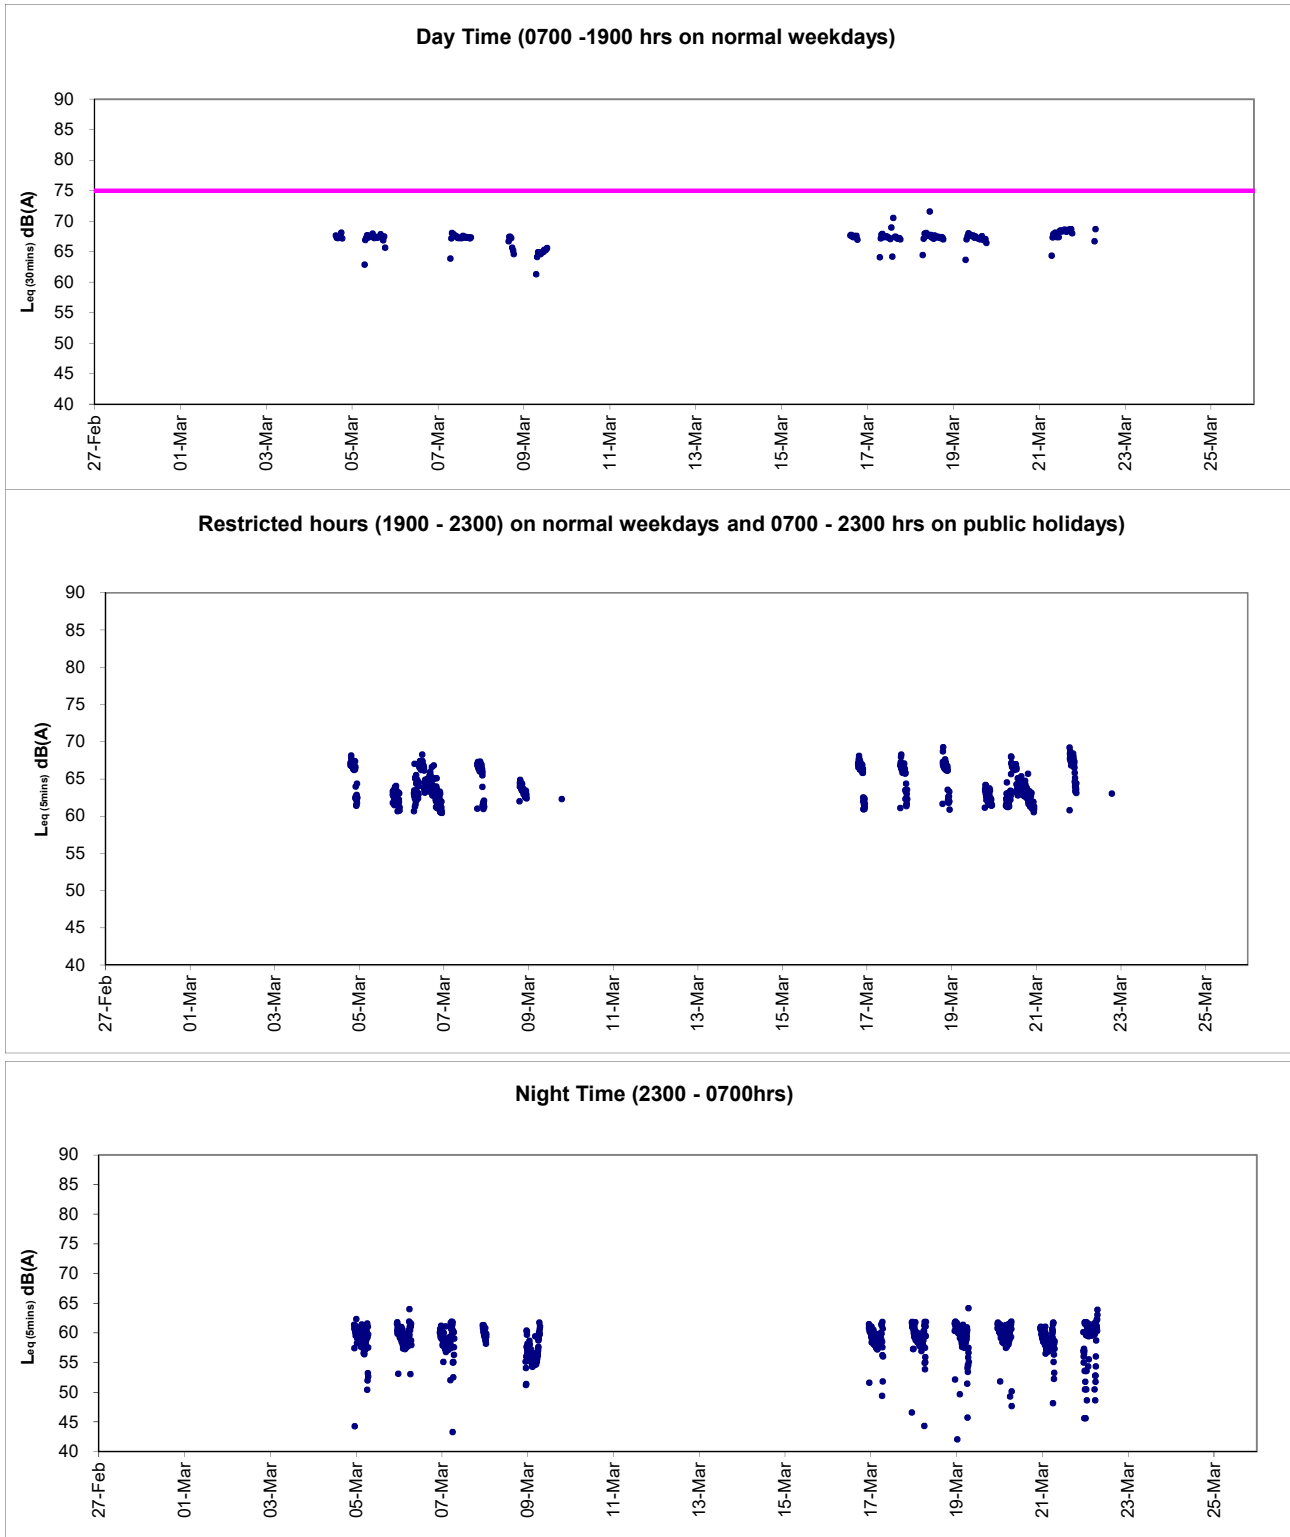 Day Time (0700 -1900 hrs on normal weekdays)
Leq (30mins) dB(A)
90
85
80
75
70
65
60
55
50
45
40
27-Feb
01-Mar
03-Mar
05-Mar
07-Mar
09-Mar
11-Mar
13-Mar
15-Mar
17-Mar
19-Mar
21-Mar
23-Mar
25-Mar
Restricted hours (1900 - 2300) on normal weekdays and 0700 - 2300 hrs on public holidays)
Leq (5mins) dB(A)
90
85
80
75
70
65
60
55
50
45
40
27-Feb
01-Mar
03-Mar
05-Mar
07-Mar
09-Mar
11-Mar
13-Mar
15-Mar
17-Mar
19-Mar
21-Mar
23-Mar
25-Mar
Night Time (2300 - 0700hrs)
Leq (5mins) dB(A)
90
85
80
75
70
65
60
55
50
45
40
27-Feb
01-Mar
03-Mar
05-Mar
07-Mar
09-Mar
11-Mar
13-Mar
15-Mar
17-Mar
19-Mar
21-Mar
23-Mar
25-Mar